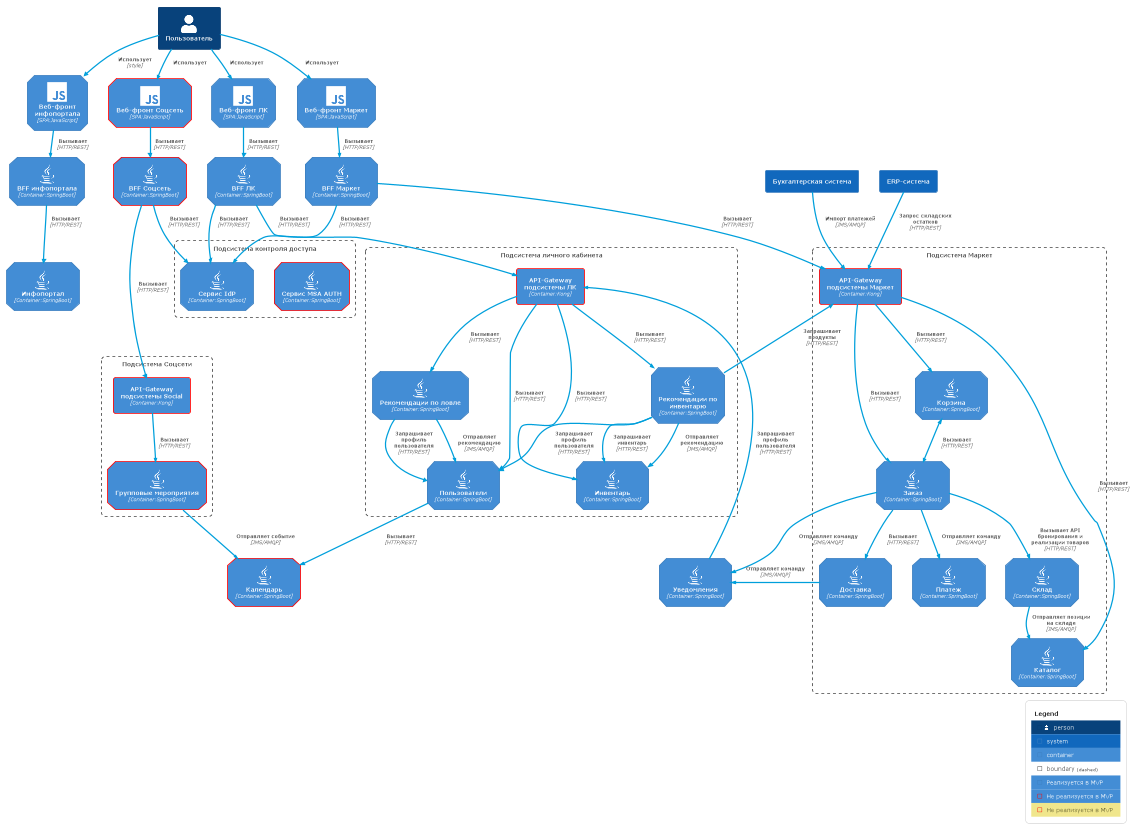 Пользователь
Использует
[style]
Использует
Использует
Использует
JS
Веб-фронт
инфопортала
[SPA:JavaScript]
JS
Веб-фронт Соцсеть
[SPA:JavaScript]
JS
Веб-фронт ЛК
[SPA:JavaScript]
JS
Веб-фронт Маркет
[SPA:JavaScript]
Вызывает
[HTTP/REST]
Вызывает
[HTTP/REST]
Вызывает
[HTTP/REST]
Вызывает
[HTTP/REST]
BFF инфопортала
[Container:SpringBoot]
BFF Соцсеть
[Container:SpringBoot]
BFF ЛК
[Container:SpringBoot]
BFF Маркет
[Container:SpringBoot]
Бухгалтерская система
ERP-система
Вызывает
[HTTP/REST]
Вызывает
[HTTP/REST]
Вызывает
[HTTP/REST]
Вызывает
[HTTP/REST]
Вызывает
[HTTP/REST]
Вызывает
[HTTP/REST]
Импорт платежей
[JMS/AMQP]
Запрос складских
остатков
[HTTP/REST]
Подсистема контроля доступа
Подсистема личного кабинета
Подсистема Маркет
Инфопортал
[Container:SpringBoot]
Вызывает
[HTTP/REST]
Сервис IdP
[Container:SpringBoot]
Сервис MSA AUTH
[Container:SpringBoot]
API-Gateway
подсистемы ЛК
[Container:Kong]
API-Gateway
подсистемы Маркет
[Container:Kong]
Вызывает
[HTTP/REST]
Вызывает
[HTTP/REST]
Запрашивает
продукты
[HTTP/REST]
Вызывает
[HTTP/REST]
Подсистема Соцсети
API-Gateway
подсистемы Social
[Container:Kong]
Рекомендации по ловле
[Container:SpringBoot]
Вызывает
[HTTP/REST]
Вызывает
[HTTP/REST]
Рекомендации по
инвентарю
[Container:SpringBoot]
Вызывает
[HTTP/REST]
Корзина
[Container:SpringBoot]
Вызывает
[HTTP/REST]
Запрашивает
профиль
пользователя
[HTTP/REST]
Отправляет
рекомендацию
[JMS/AMQP]
Запрашивает
профиль
пользователя
[HTTP/REST]
Запрашивает
инвентарь
[HTTP/REST]
Отправляет
рекомендацию
[JMS/AMQP]
Запрашивает
профиль
пользователя
[HTTP/REST]
Вызывает
[HTTP/REST]
Групповые мероприятия
[Container:SpringBoot]
Пользователи
[Container:SpringBoot]
Инвентарь
[Container:SpringBoot]
Заказ
[Container:SpringBoot]
Вызывает
[HTTP/REST]
Отправляет событие
[JMS/AMQP]
Вызывает
[HTTP/REST]
Отправляет команду
[JMS/AMQP]
Вызывает
[HTTP/REST]
Отправляет команду
[JMS/AMQP]
Вызывает API
бронирования и
реализации товаров
[HTTP/REST]
Календарь
[Container:SpringBoot]
Уведомления
[Container:SpringBoot]
Отправляет команду
[JMS/AMQP]
Доставка
[Container:SpringBoot]
Платеж
[Container:SpringBoot]
Склад
[Container:SpringBoot]
Отправляет позиции
на складе
[JMS/AMQP]
Каталог
[Container:SpringBoot]
Legend
person
system
container
boundary (dashed)
Реализуется в MVP
Не реализуется в MVP
Не реализуется в MVP